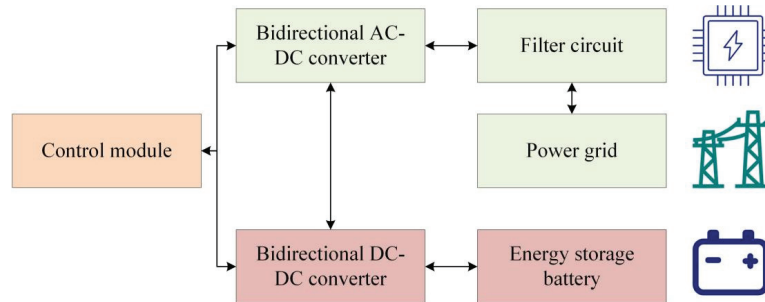 Bidirectional AC-
DC converter
Filter circuit
Control module
Power grid
Bidirectional DC-
DC converter
Energy storage
battery